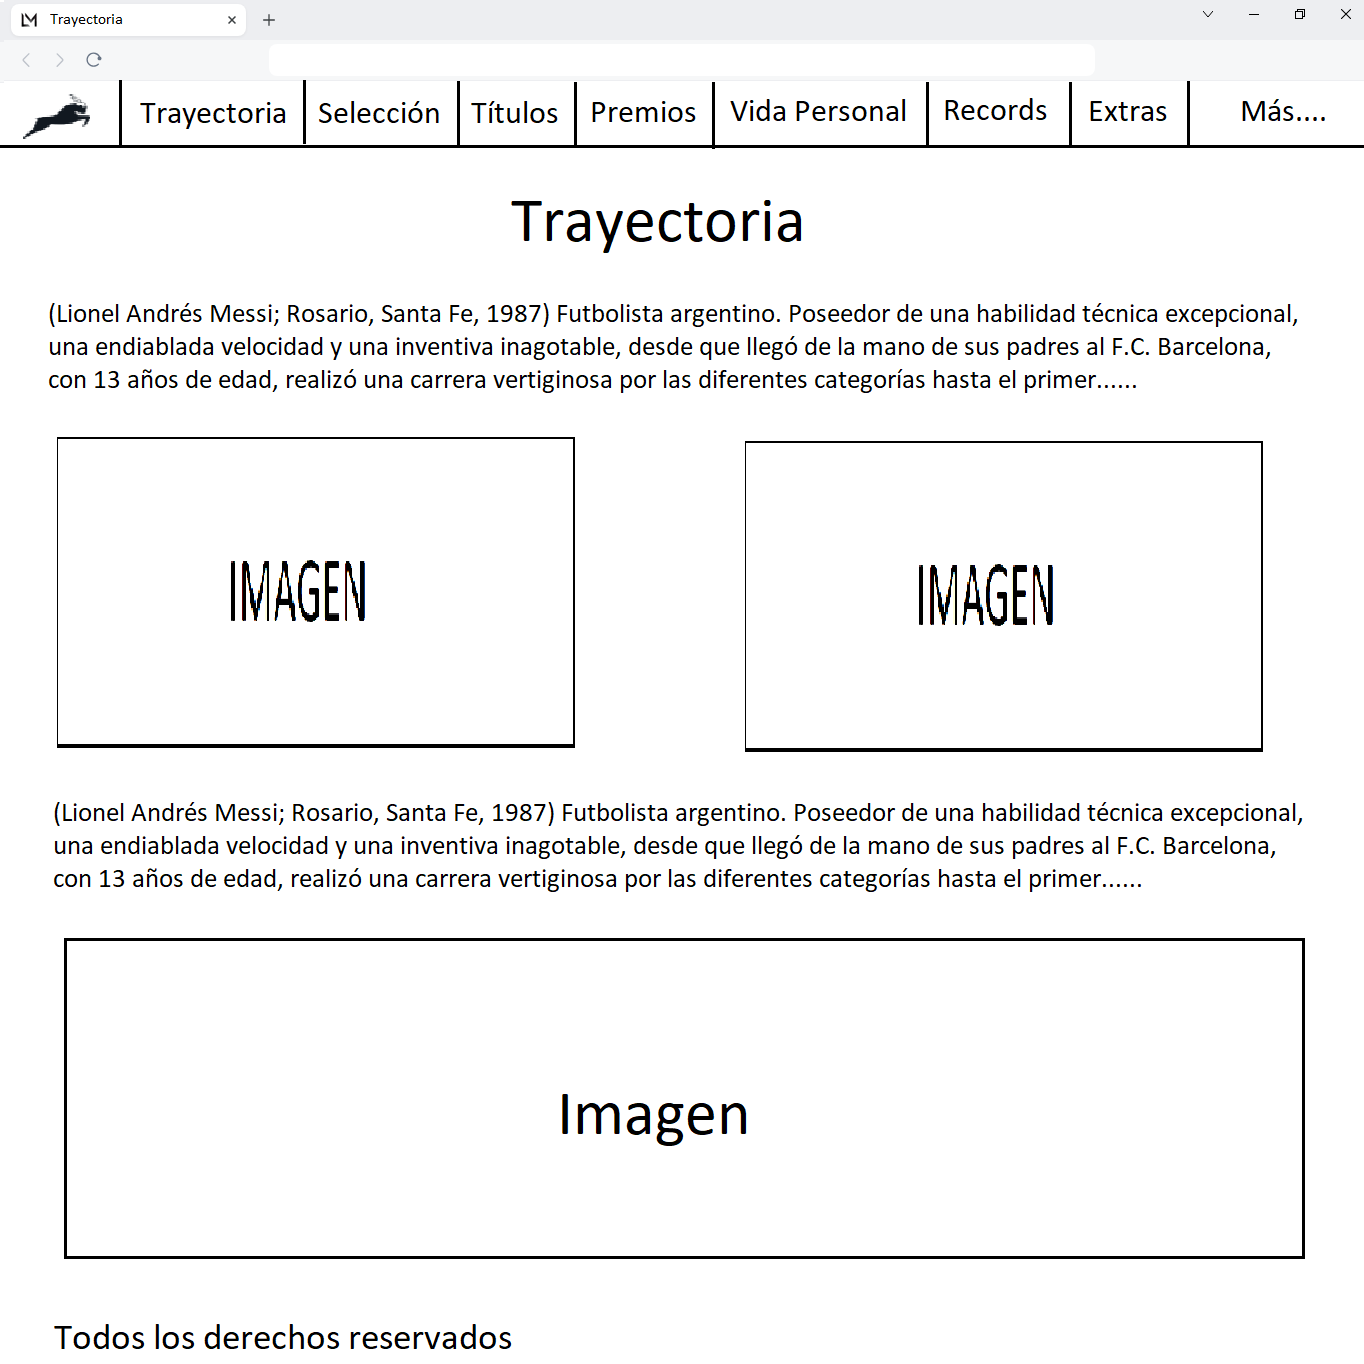 LM Trayectoria
Trayectoria Selección Títulos Premios Vida Personal Records Extras Más....
Trayectoria
(Lionel Andrés Messi; Rosario, Santa Fe, 1987) Futbolista argentino. Poseedor de una habilidad técnica excepcional,
una endiablada velocidad y una inventiva inagotable, desde que llegó de la mano de sus padres al F.C. Barcelona,
con 13 años de edad, realizó una carrera vertiginosa por las diferentes categorías hasta el primer......
IMAGEN IMAGEN
(Lionel Andrés Messi; Rosario, Santa Fe, 1987) Futbolista argentino. Poseedor de una habilidad técnica excepcional,
una endiablada velocidad y una inventiva inagotable, desde que llegó de la mano de sus padres al F.C. Barcelona,
con 13 años de edad, realizó una carrera vertiginosa por las diferentes categorías hasta el primer......
Imagen
Todos los derechos reservados